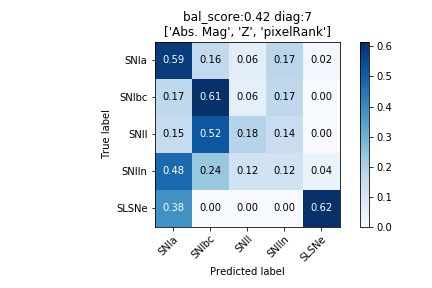 bal_score:0.42 diag:7
['Abs. Mag', 'Z', 'pixelRank']
True label
SNIa 0.59 0.16 0.06 0.17 0.02
SNIbc 0.17 0.61 0.06 0.17 0.00
SNII 0.15 0.52 0.18 0.14 0.00
SNIIn 0.48 0.24 0.12 0.12 0.04
SLSNe 0.38 0.00 0.00 0.00 0.62
SNIa SNIbc SNII SNIIn SLSNe
Predicted label
0.6
0.5
0.4
0.3
0.2
0.1
0.0